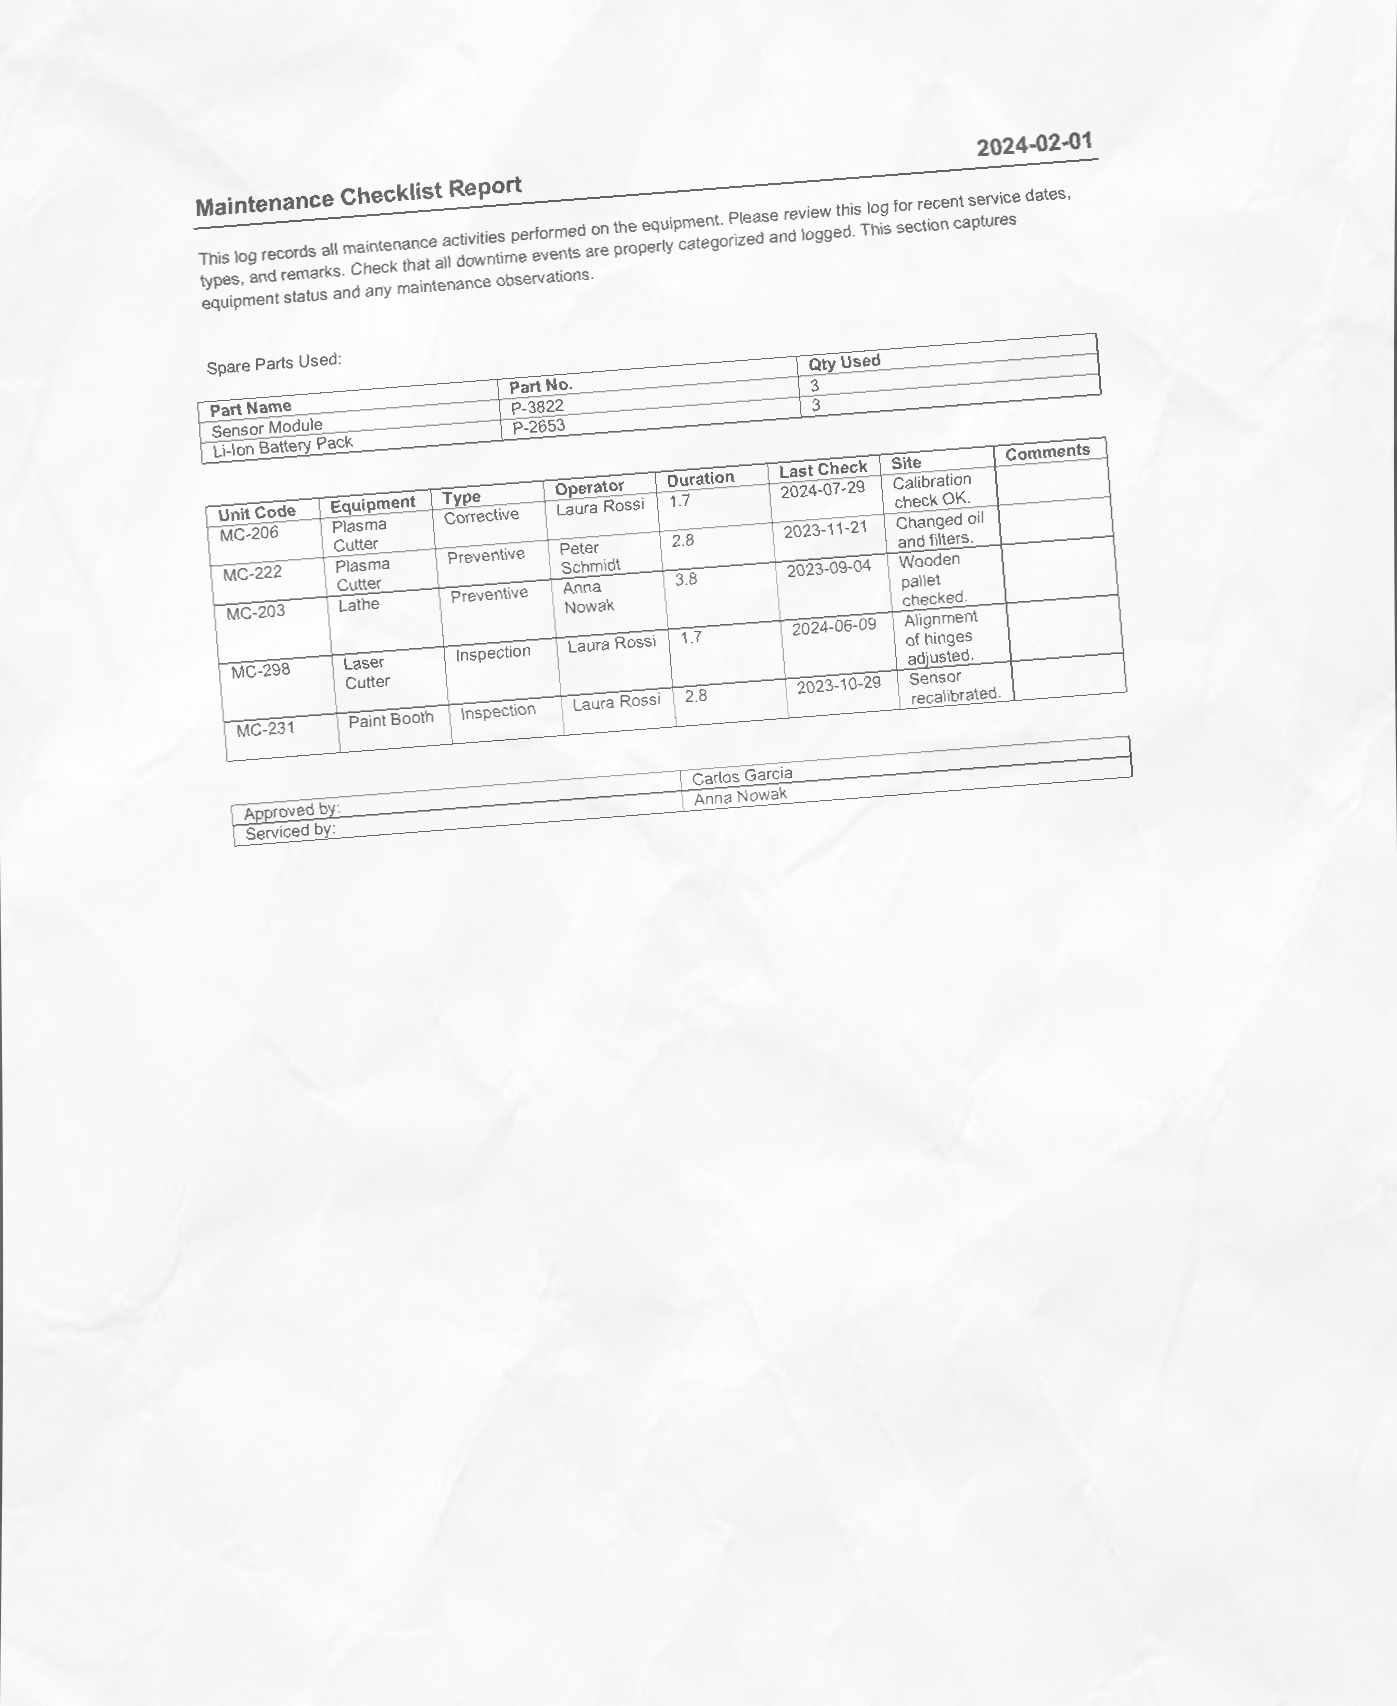 2024-02-01
Maintenance Checklist Report
This log records all maintenance activities performed on the equipment. Please review this log for recent service dates,
types, and remarks. Check that all downtime events are properly categorized and logged. This section captures
equipment status and any maintenance observations.
Spare Parts Used:
Part Name Part No. Qty Used
Sensor Module P-3822 3
Li-Ion Battery Pack P-2653 3
Unit Code Equipment Type Operator Duration Last Check Site Comments
MC-206 Plasma Corrective Laura Rossi 1.7 2024-07-29 Calibration
Cutter check OK.
MC-222 Plasma Preventive Peter 2.8 2023-11-21 Changed oil
Cutter Schmidt and filters.
MC-203 Lathe Preventive Anna 3.8 2023-09-04 Wooden
Nowak pallet
checked.
MC-298 Laser Inspection Laura Rossi 1.7 2024-06-09 Alignment
Cutter of hinges
adjusted.
MC-231 Paint Booth Inspection Laura Rossi 2.8 2023-10-29 Sensor
recalibrated.
Approved by: Carlos Garcia
Serviced by: Anna Nowak